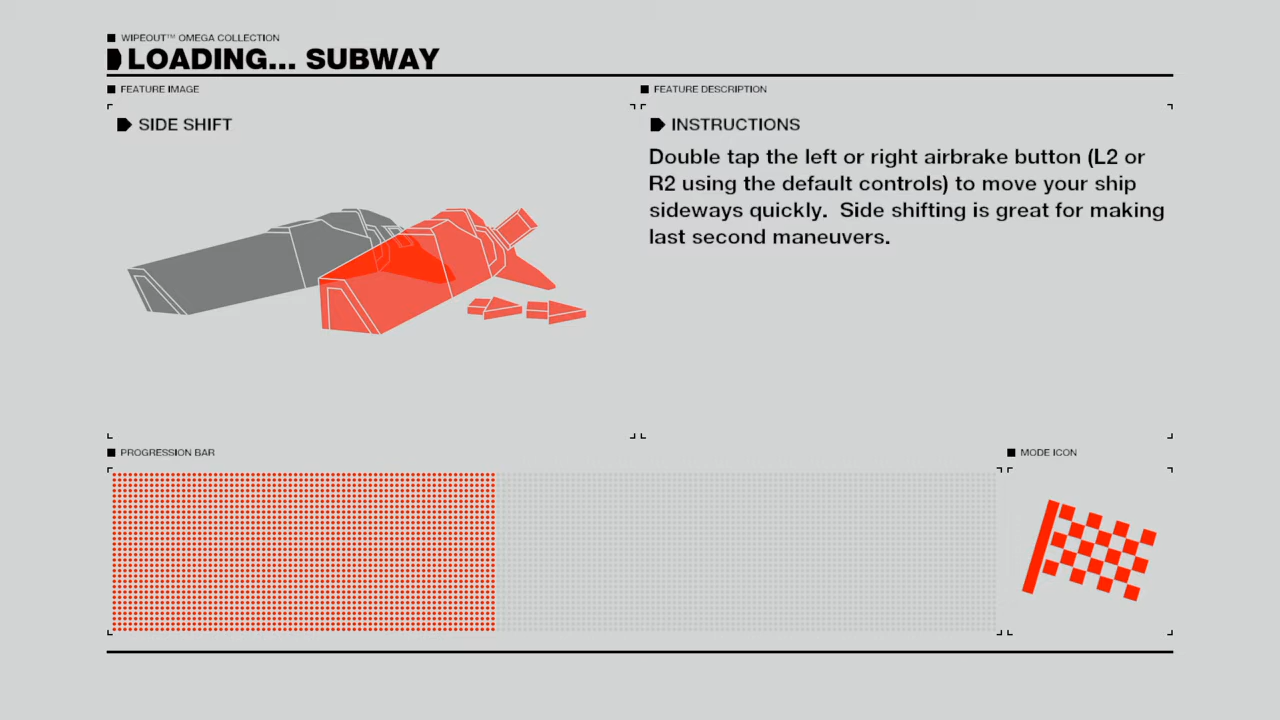 WIPEOUT™ OMEGA COLLECTION
LOADING... SUBWAY
FEATURE IMAGE
SIDE SHIFT
FEATURE DESCRIPTION
INSTRUCTIONS
Double tap the left or right airbrake button (L2 or
R2 using the default controls) to move your ship
sideways quickly.  Side shifting is great for making
last second maneuvers.
PROGRESSION BAR
MODE ICON